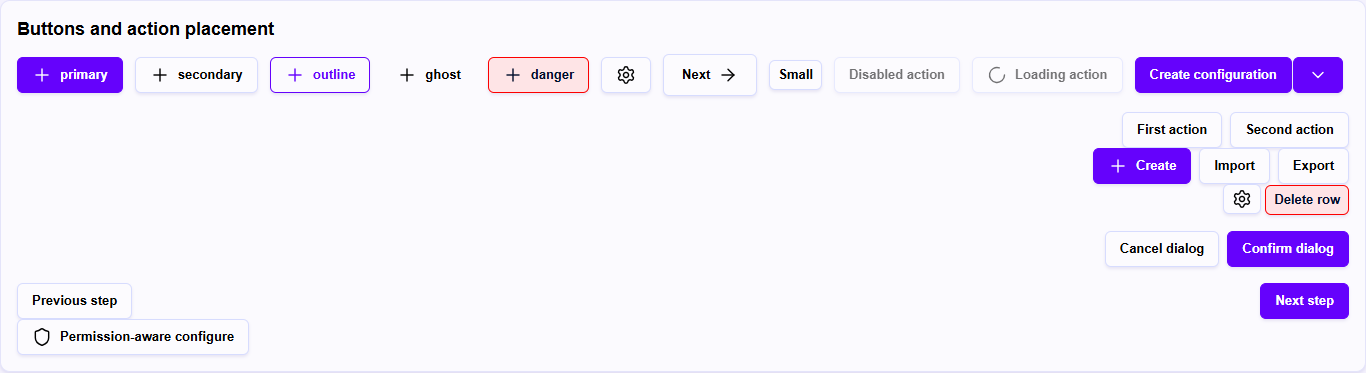 Buttons and action placement
primary secondary outline ghost danger Next Small Disabled action Loading action Create configuration
First action Second action
Create Import Export
Delete row
Cancel dialog Confirm dialog
Previous step Next step
Permission-aware configure